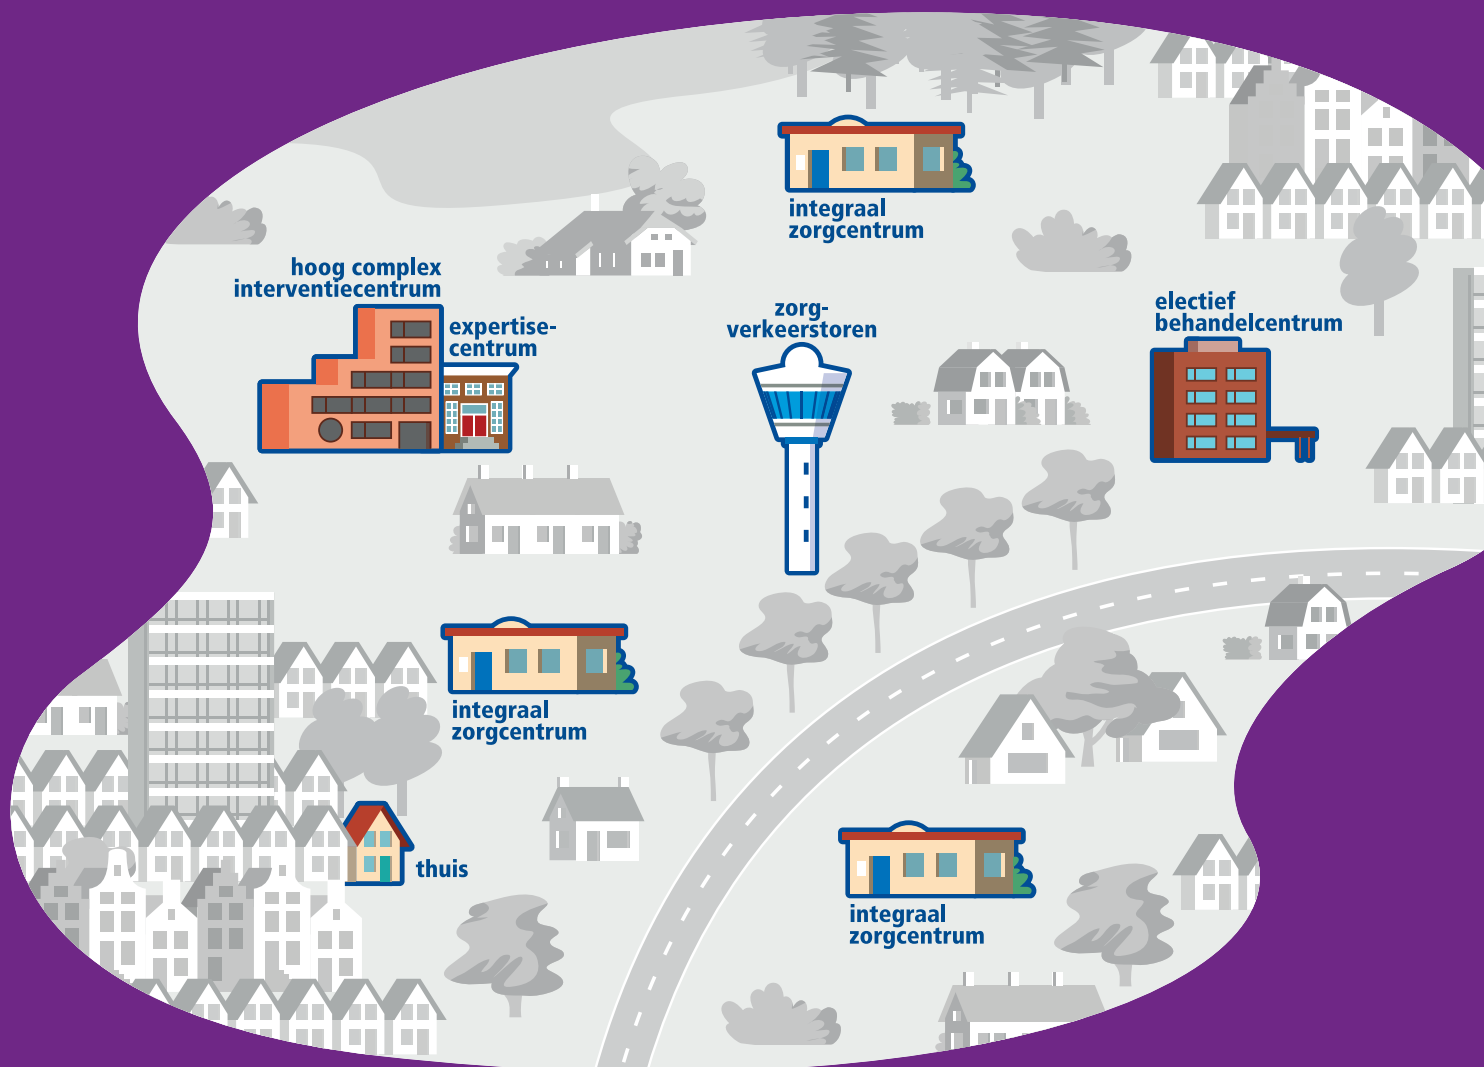 integraal
zorgcentrum
hoog complex
interventiecentrum
expertise-
centrum
zorg-
verkeerstoren
electief
behandelcentrum
integraal
zorgcentrum
thuis
integraal
zorgcentrum